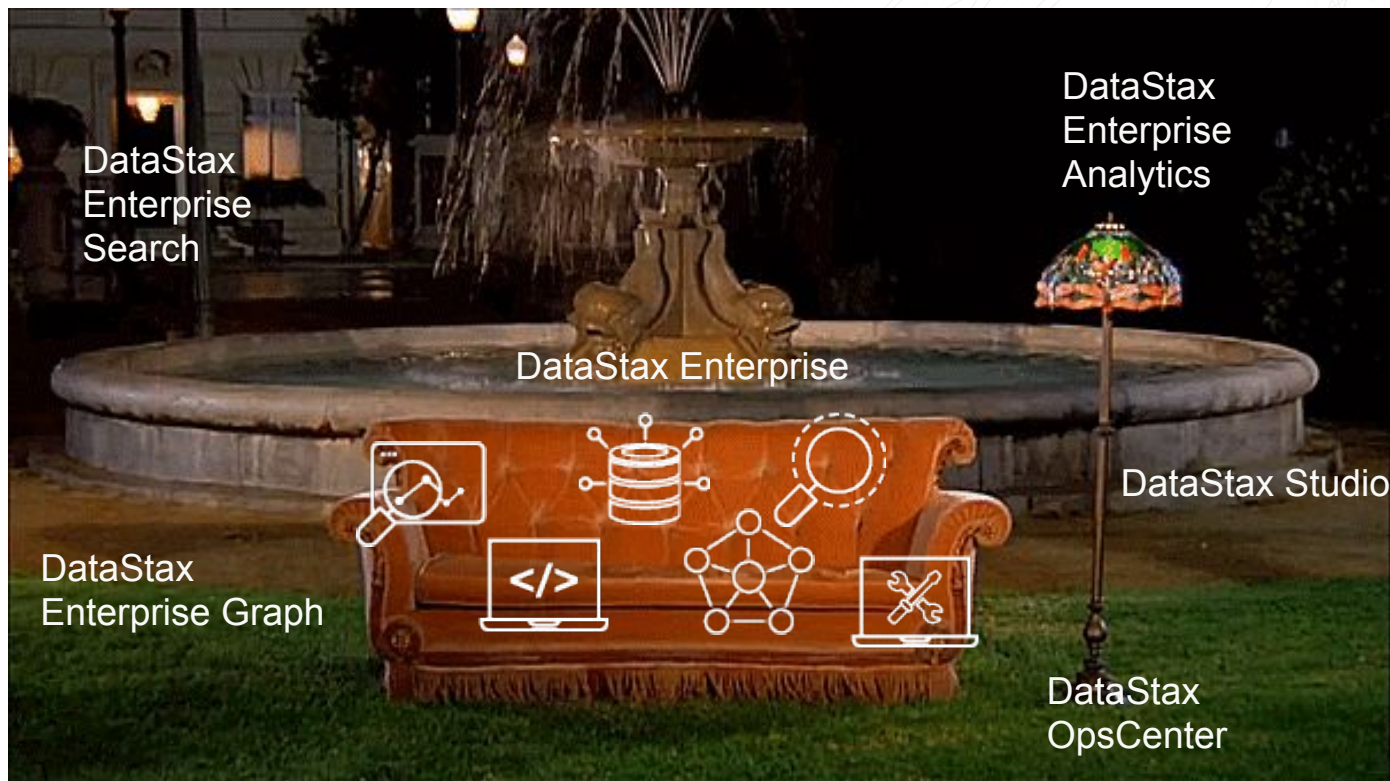 DataStax
Enterprise
Search
DataStax
Enterprise
Analytics
DataStax Enterprise
</>
DataStax Studio
DataStax
Enterprise Graph
DataStax
OpsCenter